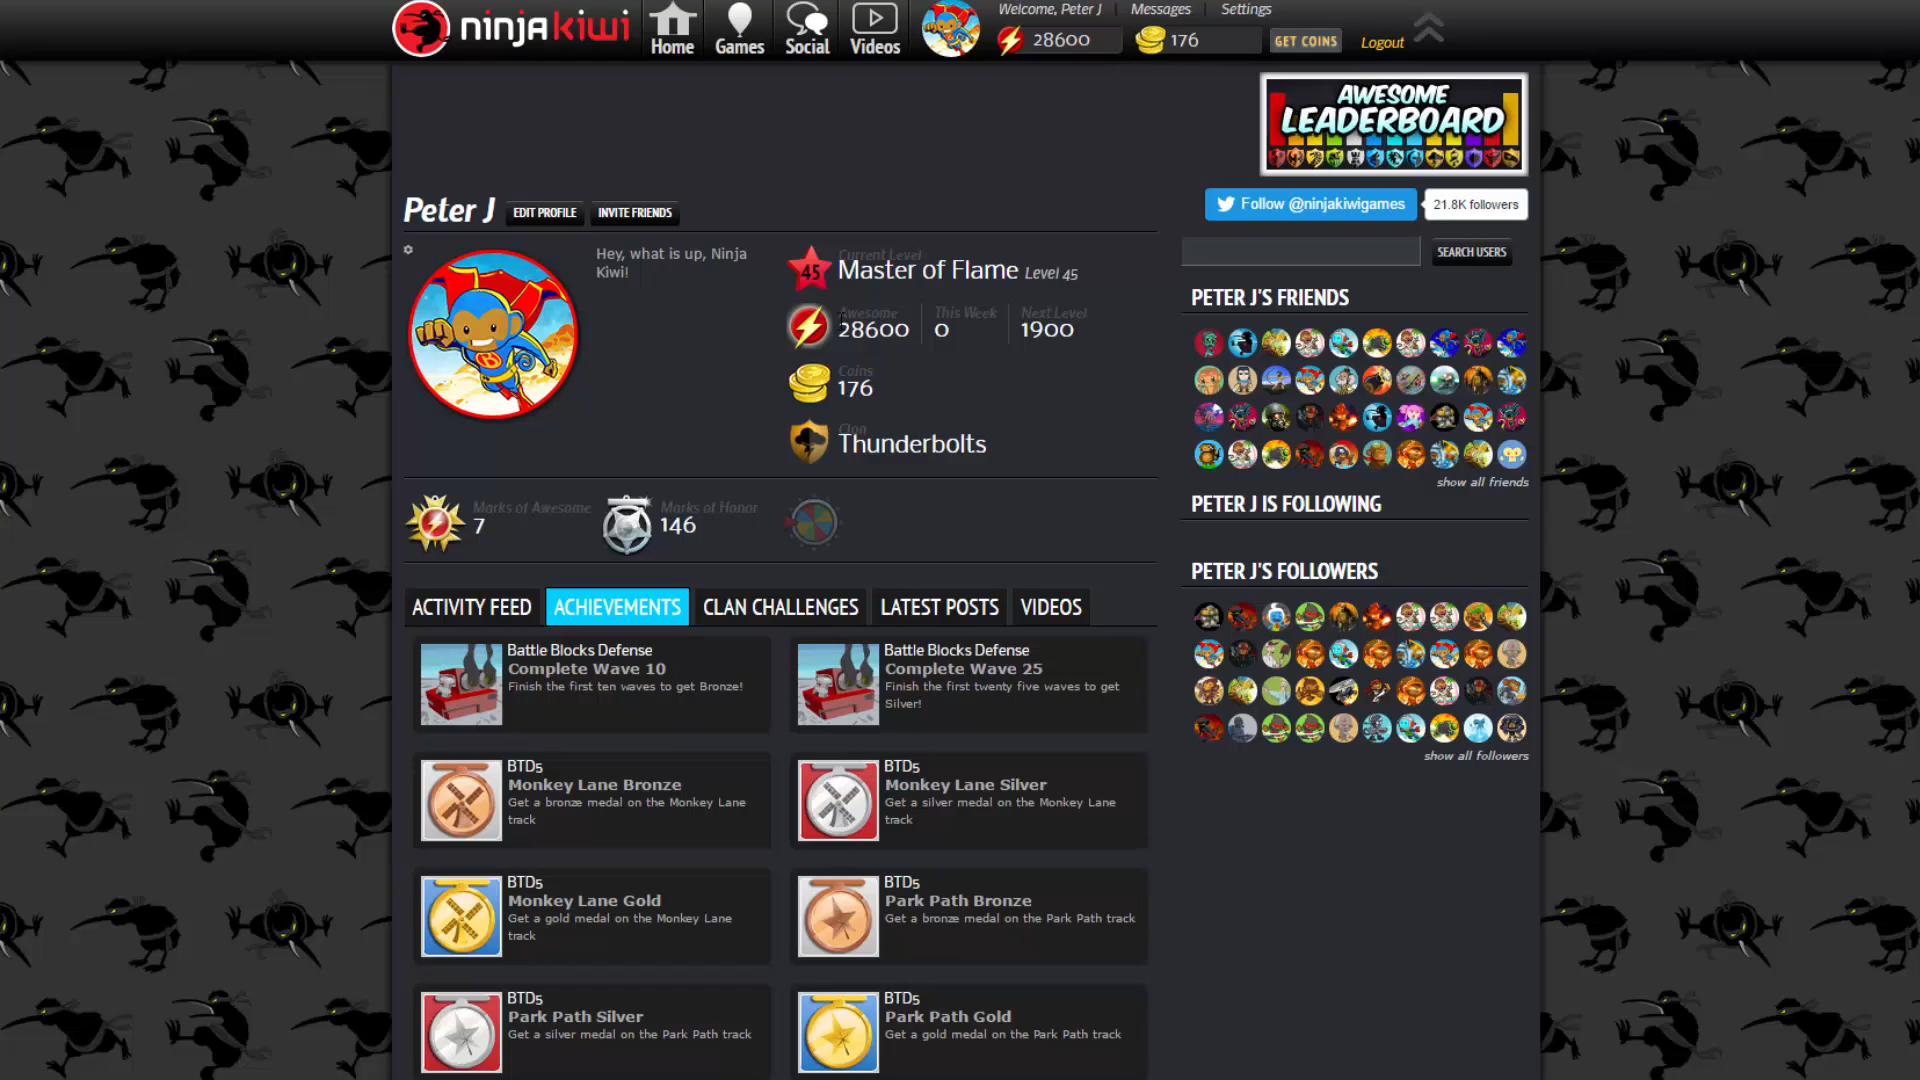 ninjakiwi
Home
Games
Social
Videos
Welcome, Peter J
Messages
Settings
28600
176
GET COINS
Logout
AWESOME
LEADERBOARD
Follow @ninjakiwigames
21.8K followers
SEARCH USERS
Peter J
EDIT PROFILE
INVITE FRIENDS
Hey, what is up, Ninja
Kiwi!
45
Current Level
Master of Flame Level 45
Awesome
28600
This Week
0
Next Level
1900
Coins
176
Clan
Thunderbolts
Marks of Awesome
7
Marks of Honor
146
PETER J'S FRIENDS
show all friends
PETER J IS FOLLOWING
PETER J'S FOLLOWERS
show all followers
ACTIVITY FEED
ACHIEVEMENTS
CLAN CHALLENGES
LATEST POSTS
VIDEOS
Battle Blocks Defense
Complete Wave 10
Finish the first ten waves to get Bronze!
Battle Blocks Defense
Complete Wave 25
Finish the first twenty five waves to get
Silver!
BTD5
Monkey Lane Bronze
Get a bronze medal on the Monkey Lane
track
BTD5
Monkey Lane Silver
Get a silver medal on the Monkey Lane
track
BTD5
Monkey Lane Gold
Get a gold medal on the Monkey Lane
track
BTD5
Park Path Bronze
Get a bronze medal on the Park Path track
BTD5
Park Path Silver
Get a silver medal on the Park Path track
BTD5
Park Path Gold
Get a gold medal on the Park Path track